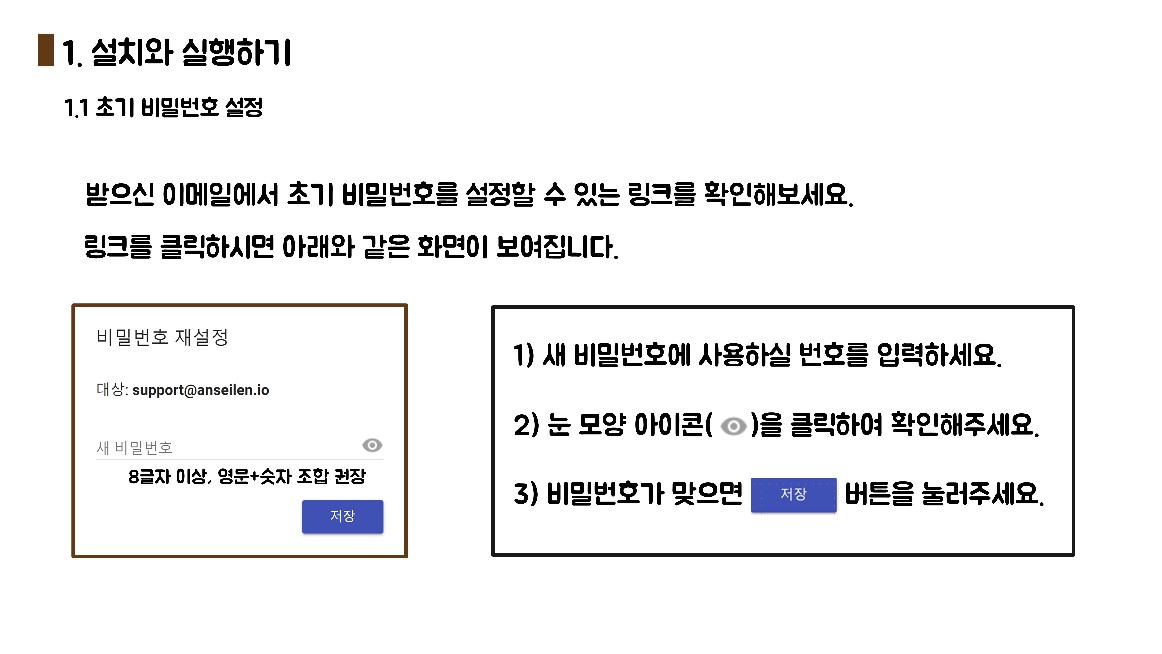 1. 설치와 실행하기
1.1 초기 비밀번호 설정
받으신 이메일에서 초기 비밀번호를 설정할 수 있는 링크를 확인해보세요.
링크를 클릭하시면 아래와 같은 화면이 보여집니다.
비밀번호 재설정
대상: support@anseilen.io
새 비밀번호
8글자 이상, 영문+숫자 조합 권장
저장
1) 새 비밀번호에 사용하실 번호를 입력하세요.
2) 눈 모양 아이콘( )을 클릭하여 확인해주세요.
3) 비밀번호가 맞으면 저장 버튼을 눌러주세요.